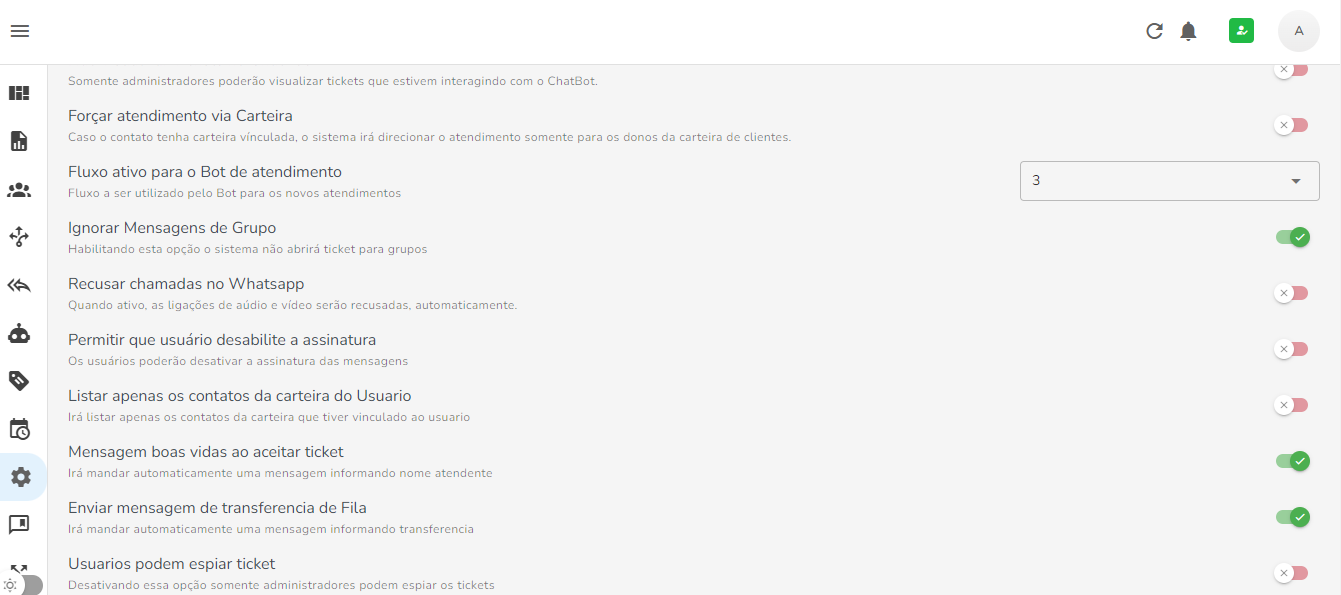 A
Somente administradores poderão visualizar tickets que estivem interagindo com o ChatBot.
Forçar atendimento via Carteira
Caso o contato tenha carteira vínculada, o sistema irá direcionar o atendimento somente para os donos da carteira de clientes.
Fluxo ativo para o Bot de atendimento
Fluxo a ser utilizado pelo Bot para os novos atendimentos
3
Ignorar Mensagens de Grupo
Habilitando esta opção o sistema não abrirá ticket para grupos
Recusar chamadas no Whatsapp
Quando ativo, as ligações de aúdio e vídeo serão recusadas, automaticamente.
Permitir que usuário desabilite a assinatura
Os usuários poderão desativar a assinatura das mensagens
Listar apenas os contatos da carteira do Usuario
Irá listar apenas os contatos da carteira que tiver vinculado ao usuario
Mensagem boas vidas ao aceitar ticket
Irá mandar automaticamente uma mensagem informando nome atendente
Enviar mensagem de transferencia de Fila
Irá mandar automaticamente uma mensagem informando transferencia
Usuarios podem espiar ticket
Desativando essa opção somente administradores podem espiar os tickets